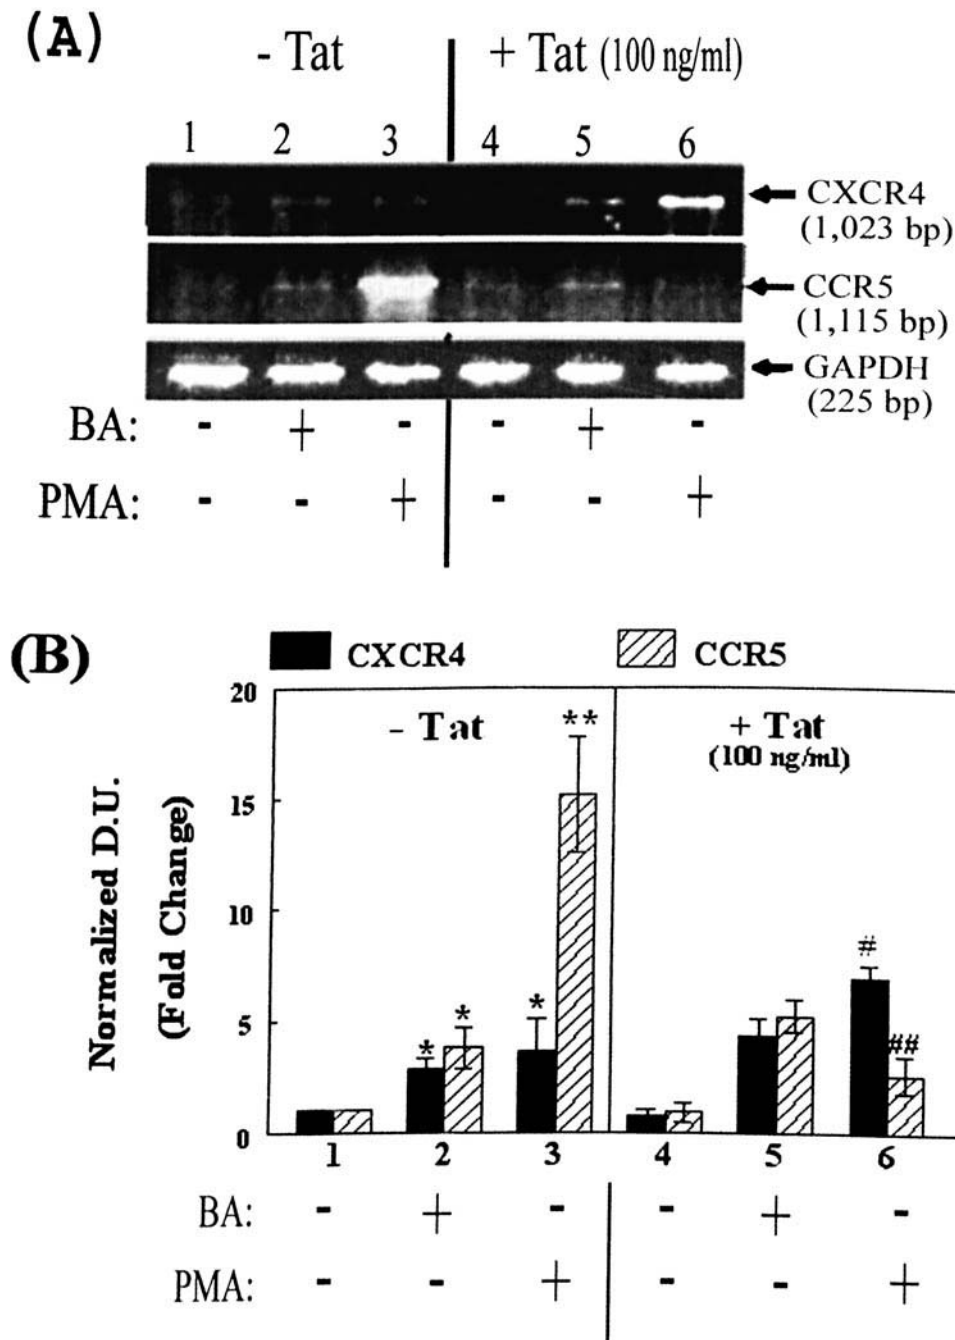 (A)
- Tat + Tat (100 ng/ml)
1 2 3 4 5 6
CXCR4
(1,023 bp)
CCR5
(1,115 bp)
GAPDH
(225 bp)
BA: - + - - + -
PMA: - - + - - +
(B)
CXCR4 CCR5
Normalized D.U.
(Fold Change)
20
15
10
5
0
- Tat
+ Tat
(100 ng/ml)
* * * ** # ##
1 2 3 4 5 6
BA: - + - - + -
PMA: - - + - - +